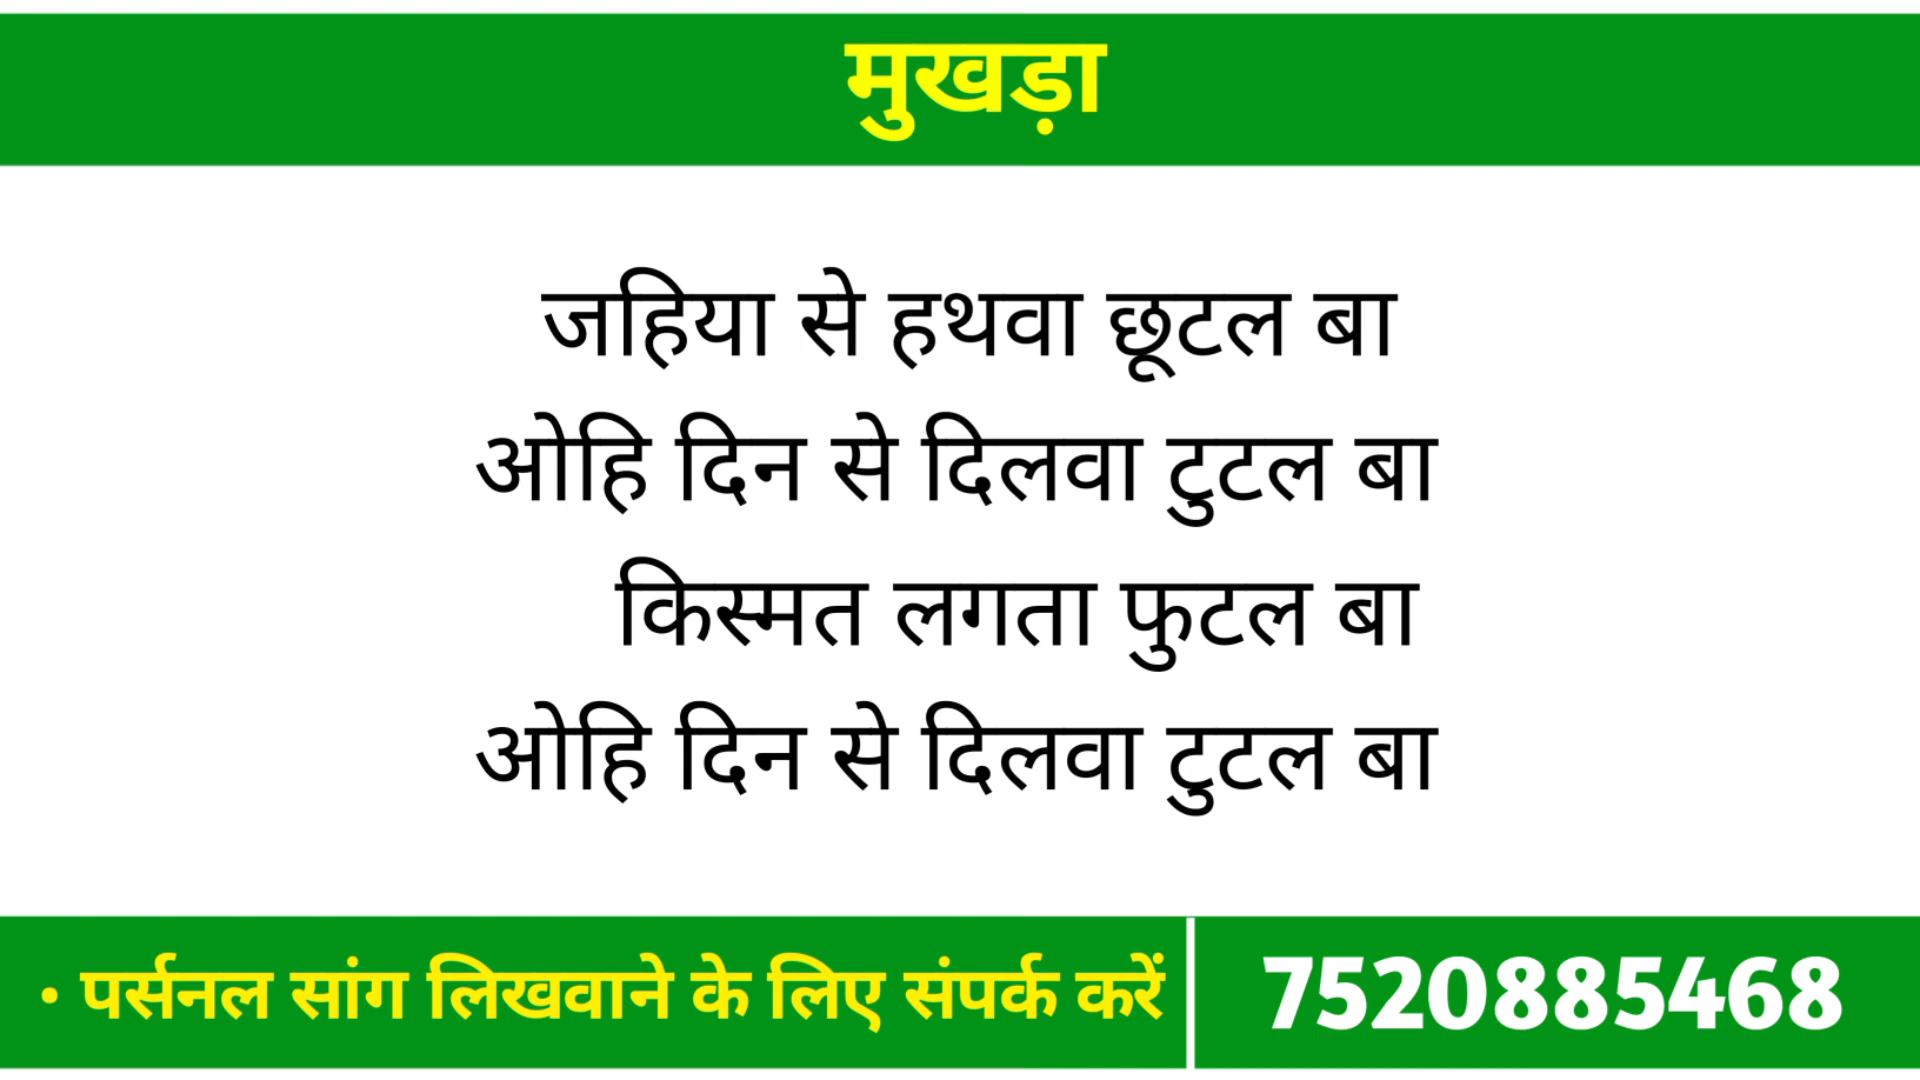 मुखड़ा
जहिया से हथवा छूटल बा
ओहि दिन से दिलवा टुटल बा
किस्मत लगता फुटल बा
ओहि दिन से दिलवा टुटल बा
• पर्सनल सांग लिखवाने के लिए संपर्क करें
7520885468